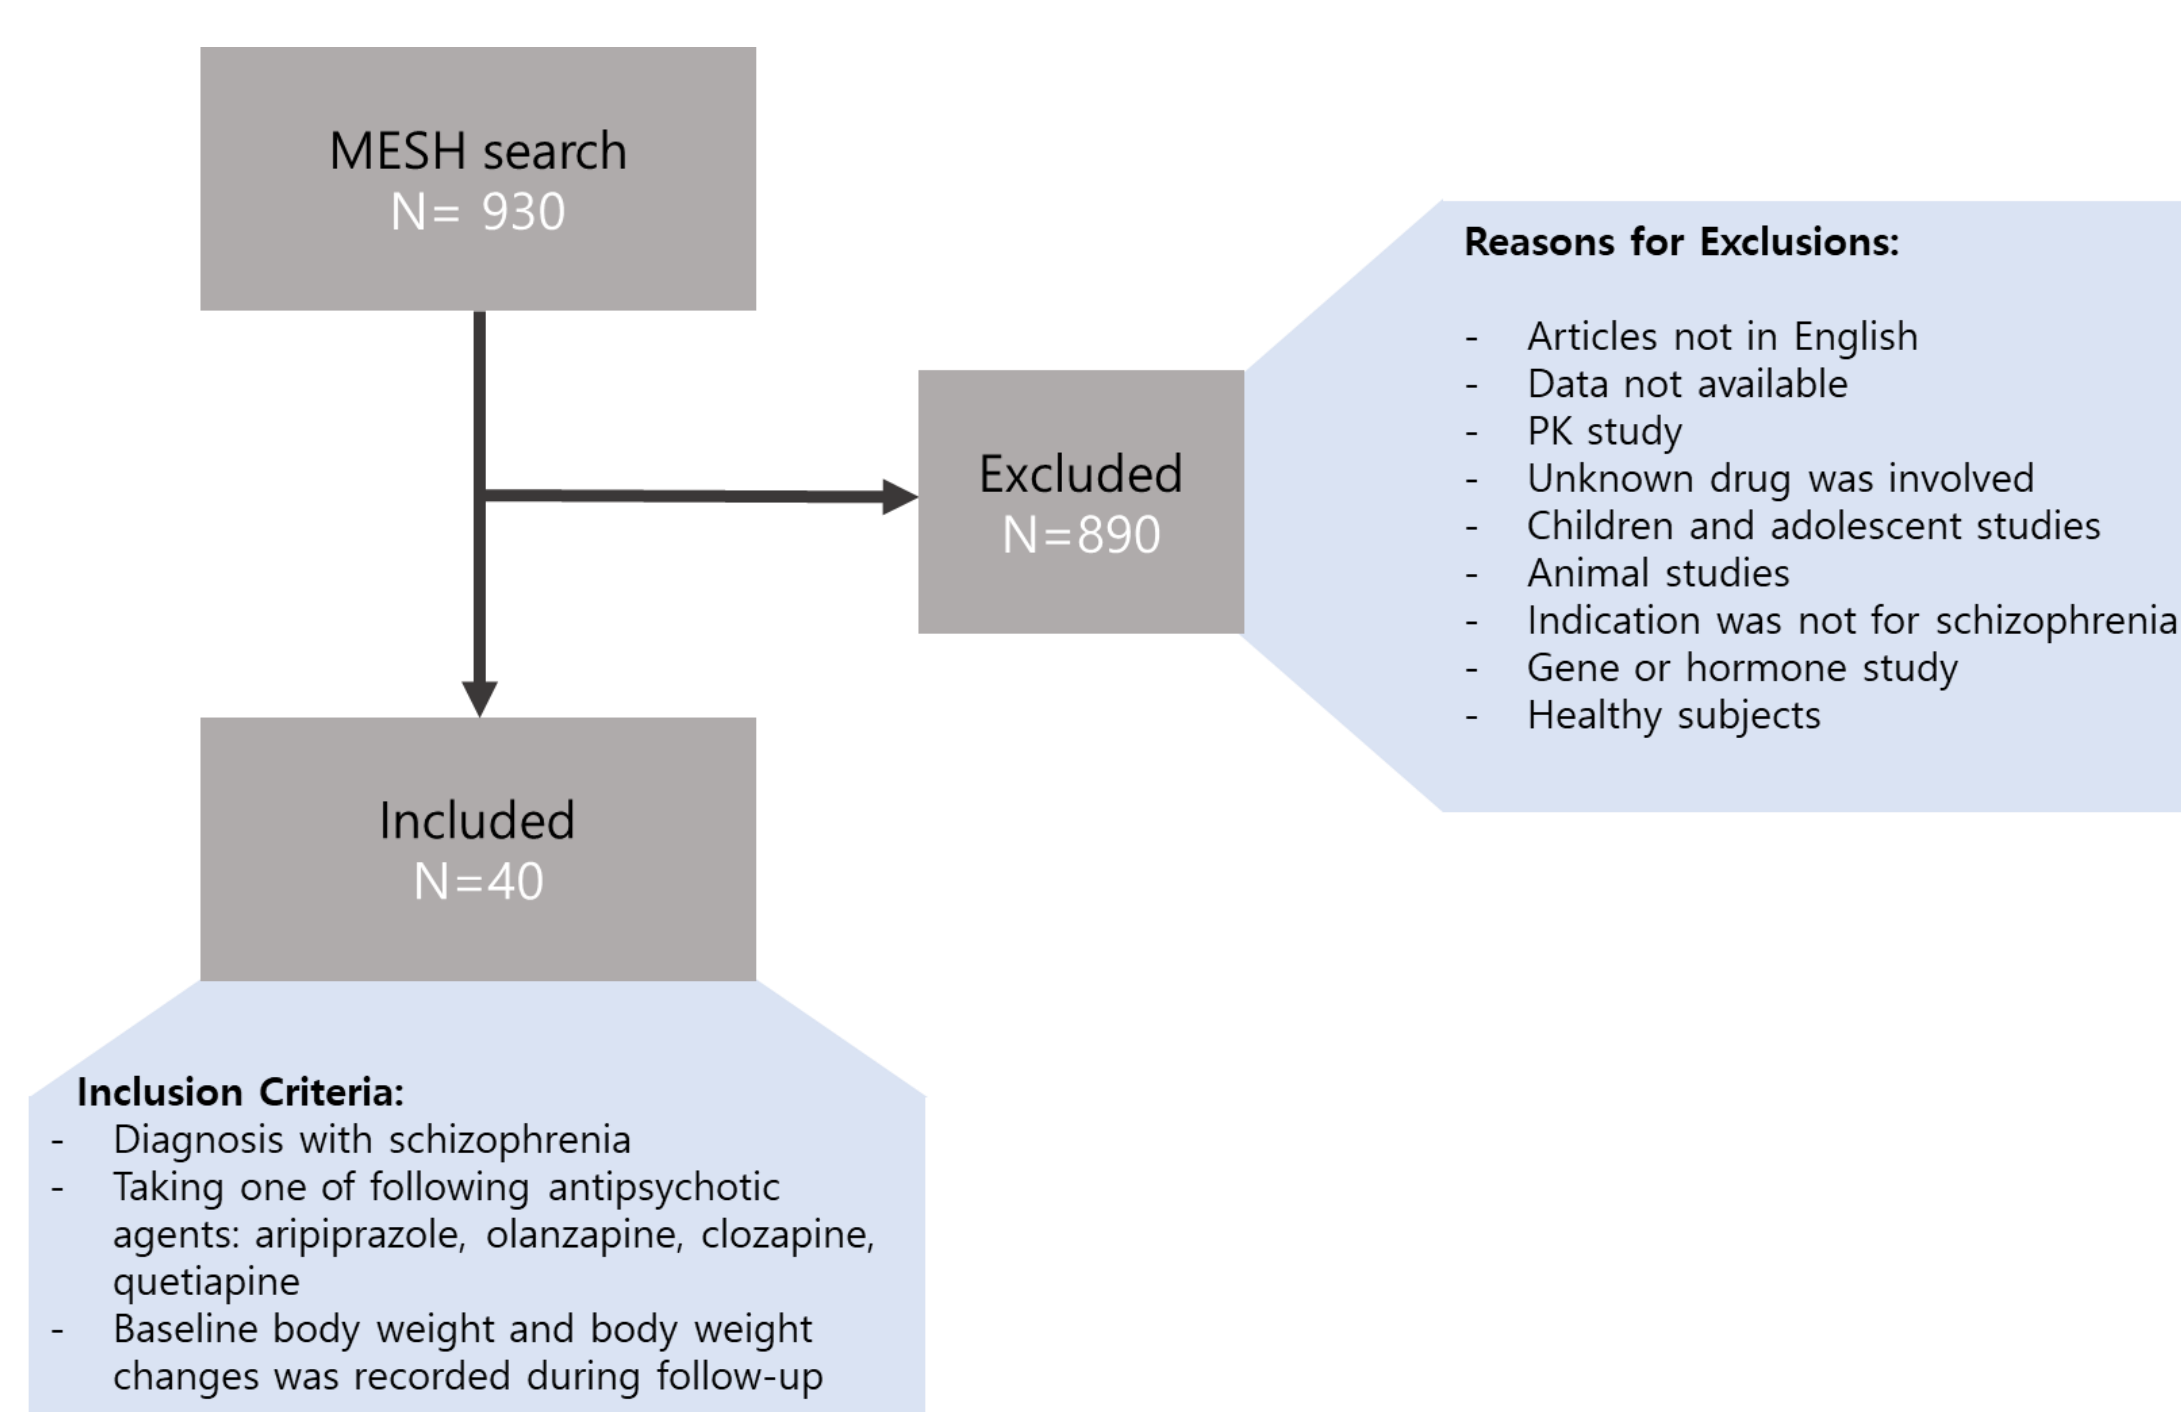 MESH search
N= 930
Reasons for Exclusions:
- Articles not in English
- Data not available
- PK study
- Unknown drug was involved
- Children and adolescent studies
- Animal studies
- Indication was not for schizophrenia
- Gene or hormone study
- Healthy subjects
Excluded
N=890
Included
N=40
Inclusion Criteria:
- Diagnosis with schizophrenia
- Taking one of following antipsychotic
agents: aripiprazole, olanzapine, clozapine,
quetiapine
- Baseline body weight and body weight
changes was recorded during follow-up